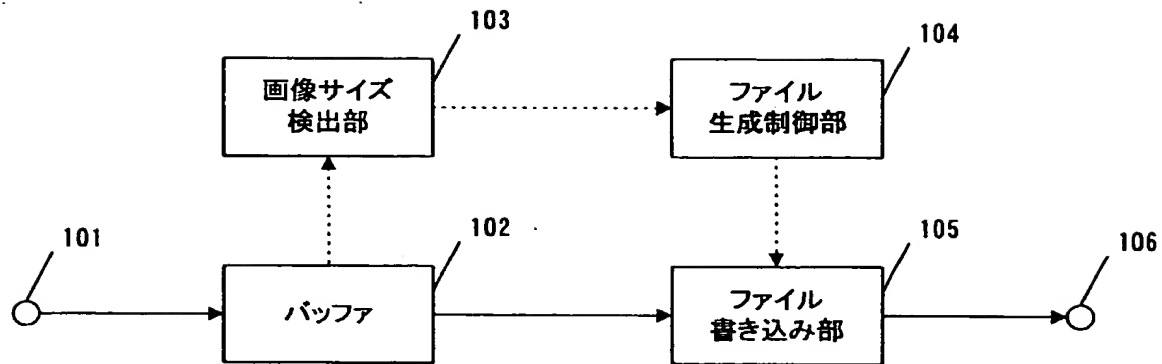 103
104
画像サイズ
検出部
ファイル
生成制御部
101
102
105
106
バッファ
ファイル
書き込み部